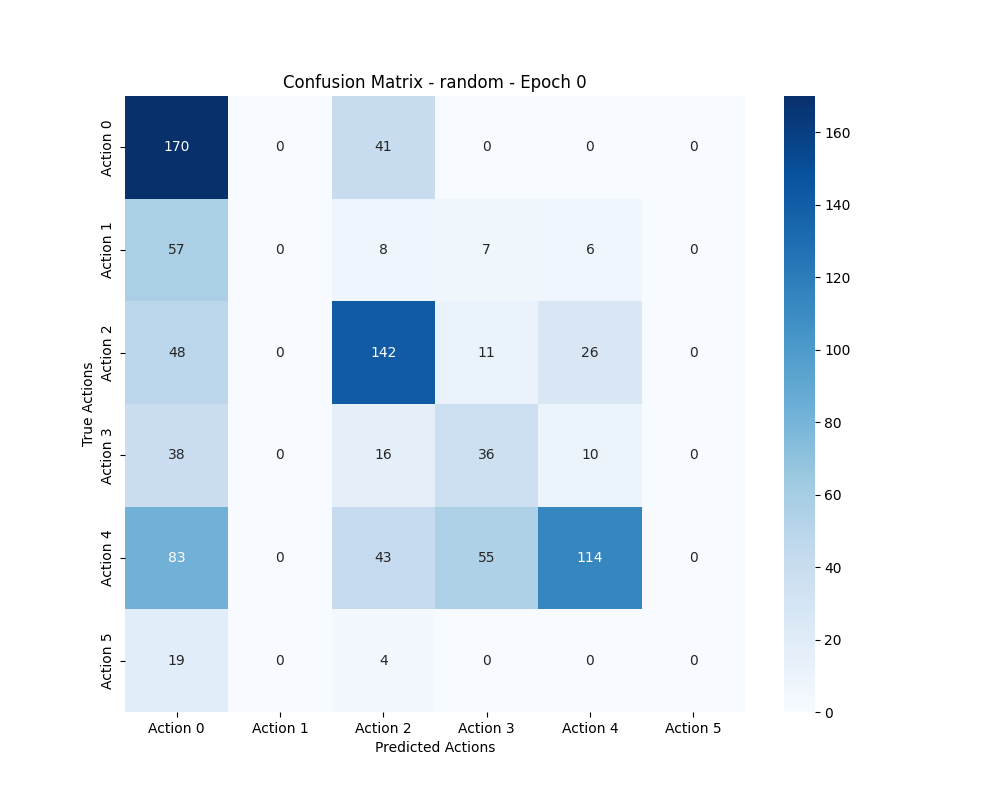 Confusion Matrix - random - Epoch 0
True Actions
Action 0
170 0 41 0 0 0
Action 1
57 0 8 7 6 0
Action 2
48 0 142 11 26 0
Action 3
38 0 16 36 10 0
Action 4
83 0 43 55 114 0
Action 5
19 0 4 0 0 0
Action 0 Action 1 Action 2 Action 3 Action 4 Action 5
Predicted Actions
160
140
120
100
80
60
40
20
0